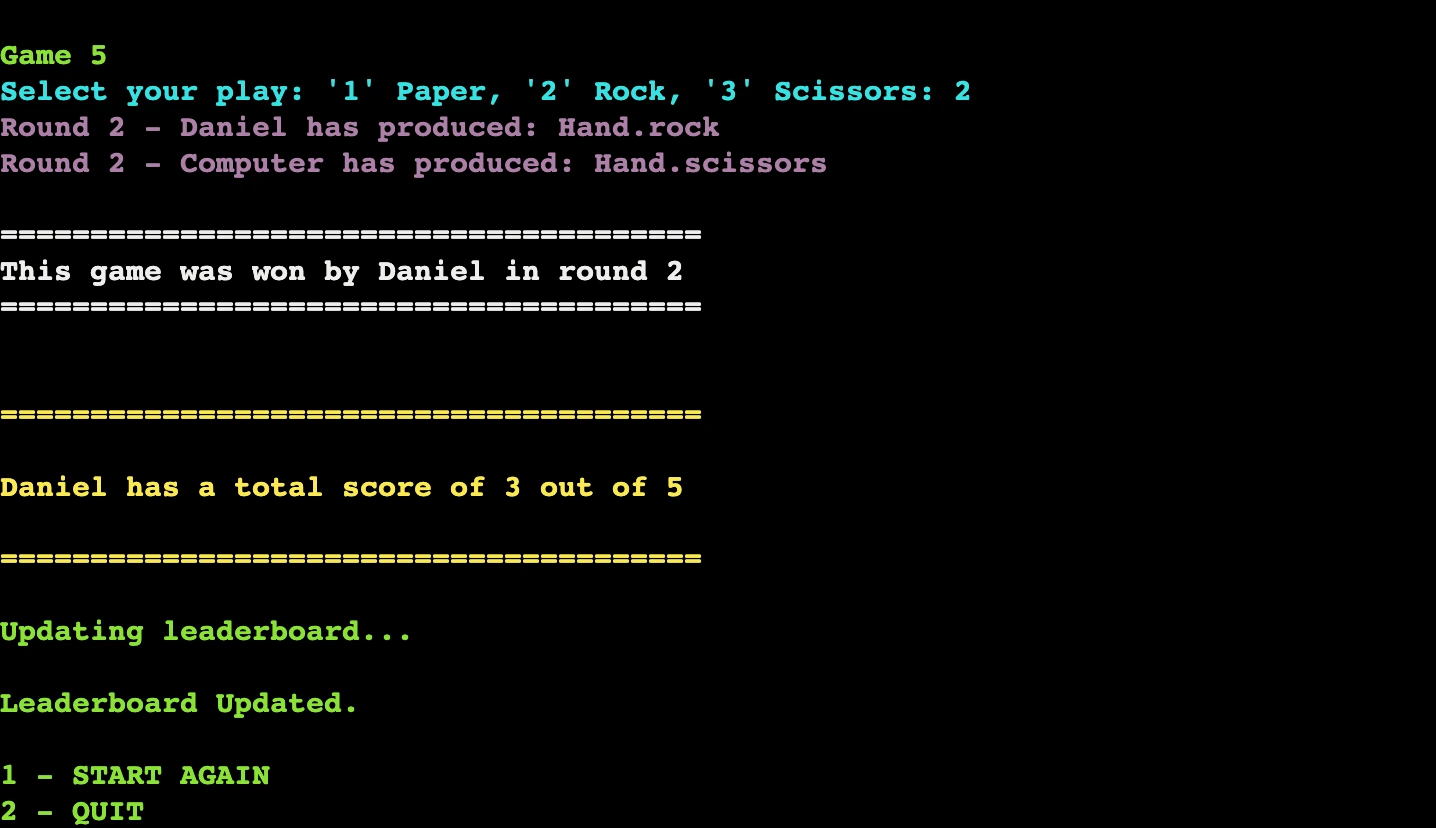 Game 5
Select your play: '1' Paper, '2' Rock, '3' Scissors: 2
Round 2 - Daniel has produced: Hand.rock
Round 2 - Computer has produced: Hand.scissors
=======================================
This game was won by Daniel in round 2
=======================================
=======================================
Daniel has a total score of 3 out of 5
=======================================
Updating leaderboard...
Leaderboard Updated.
1 - START AGAIN
2 - QUIT